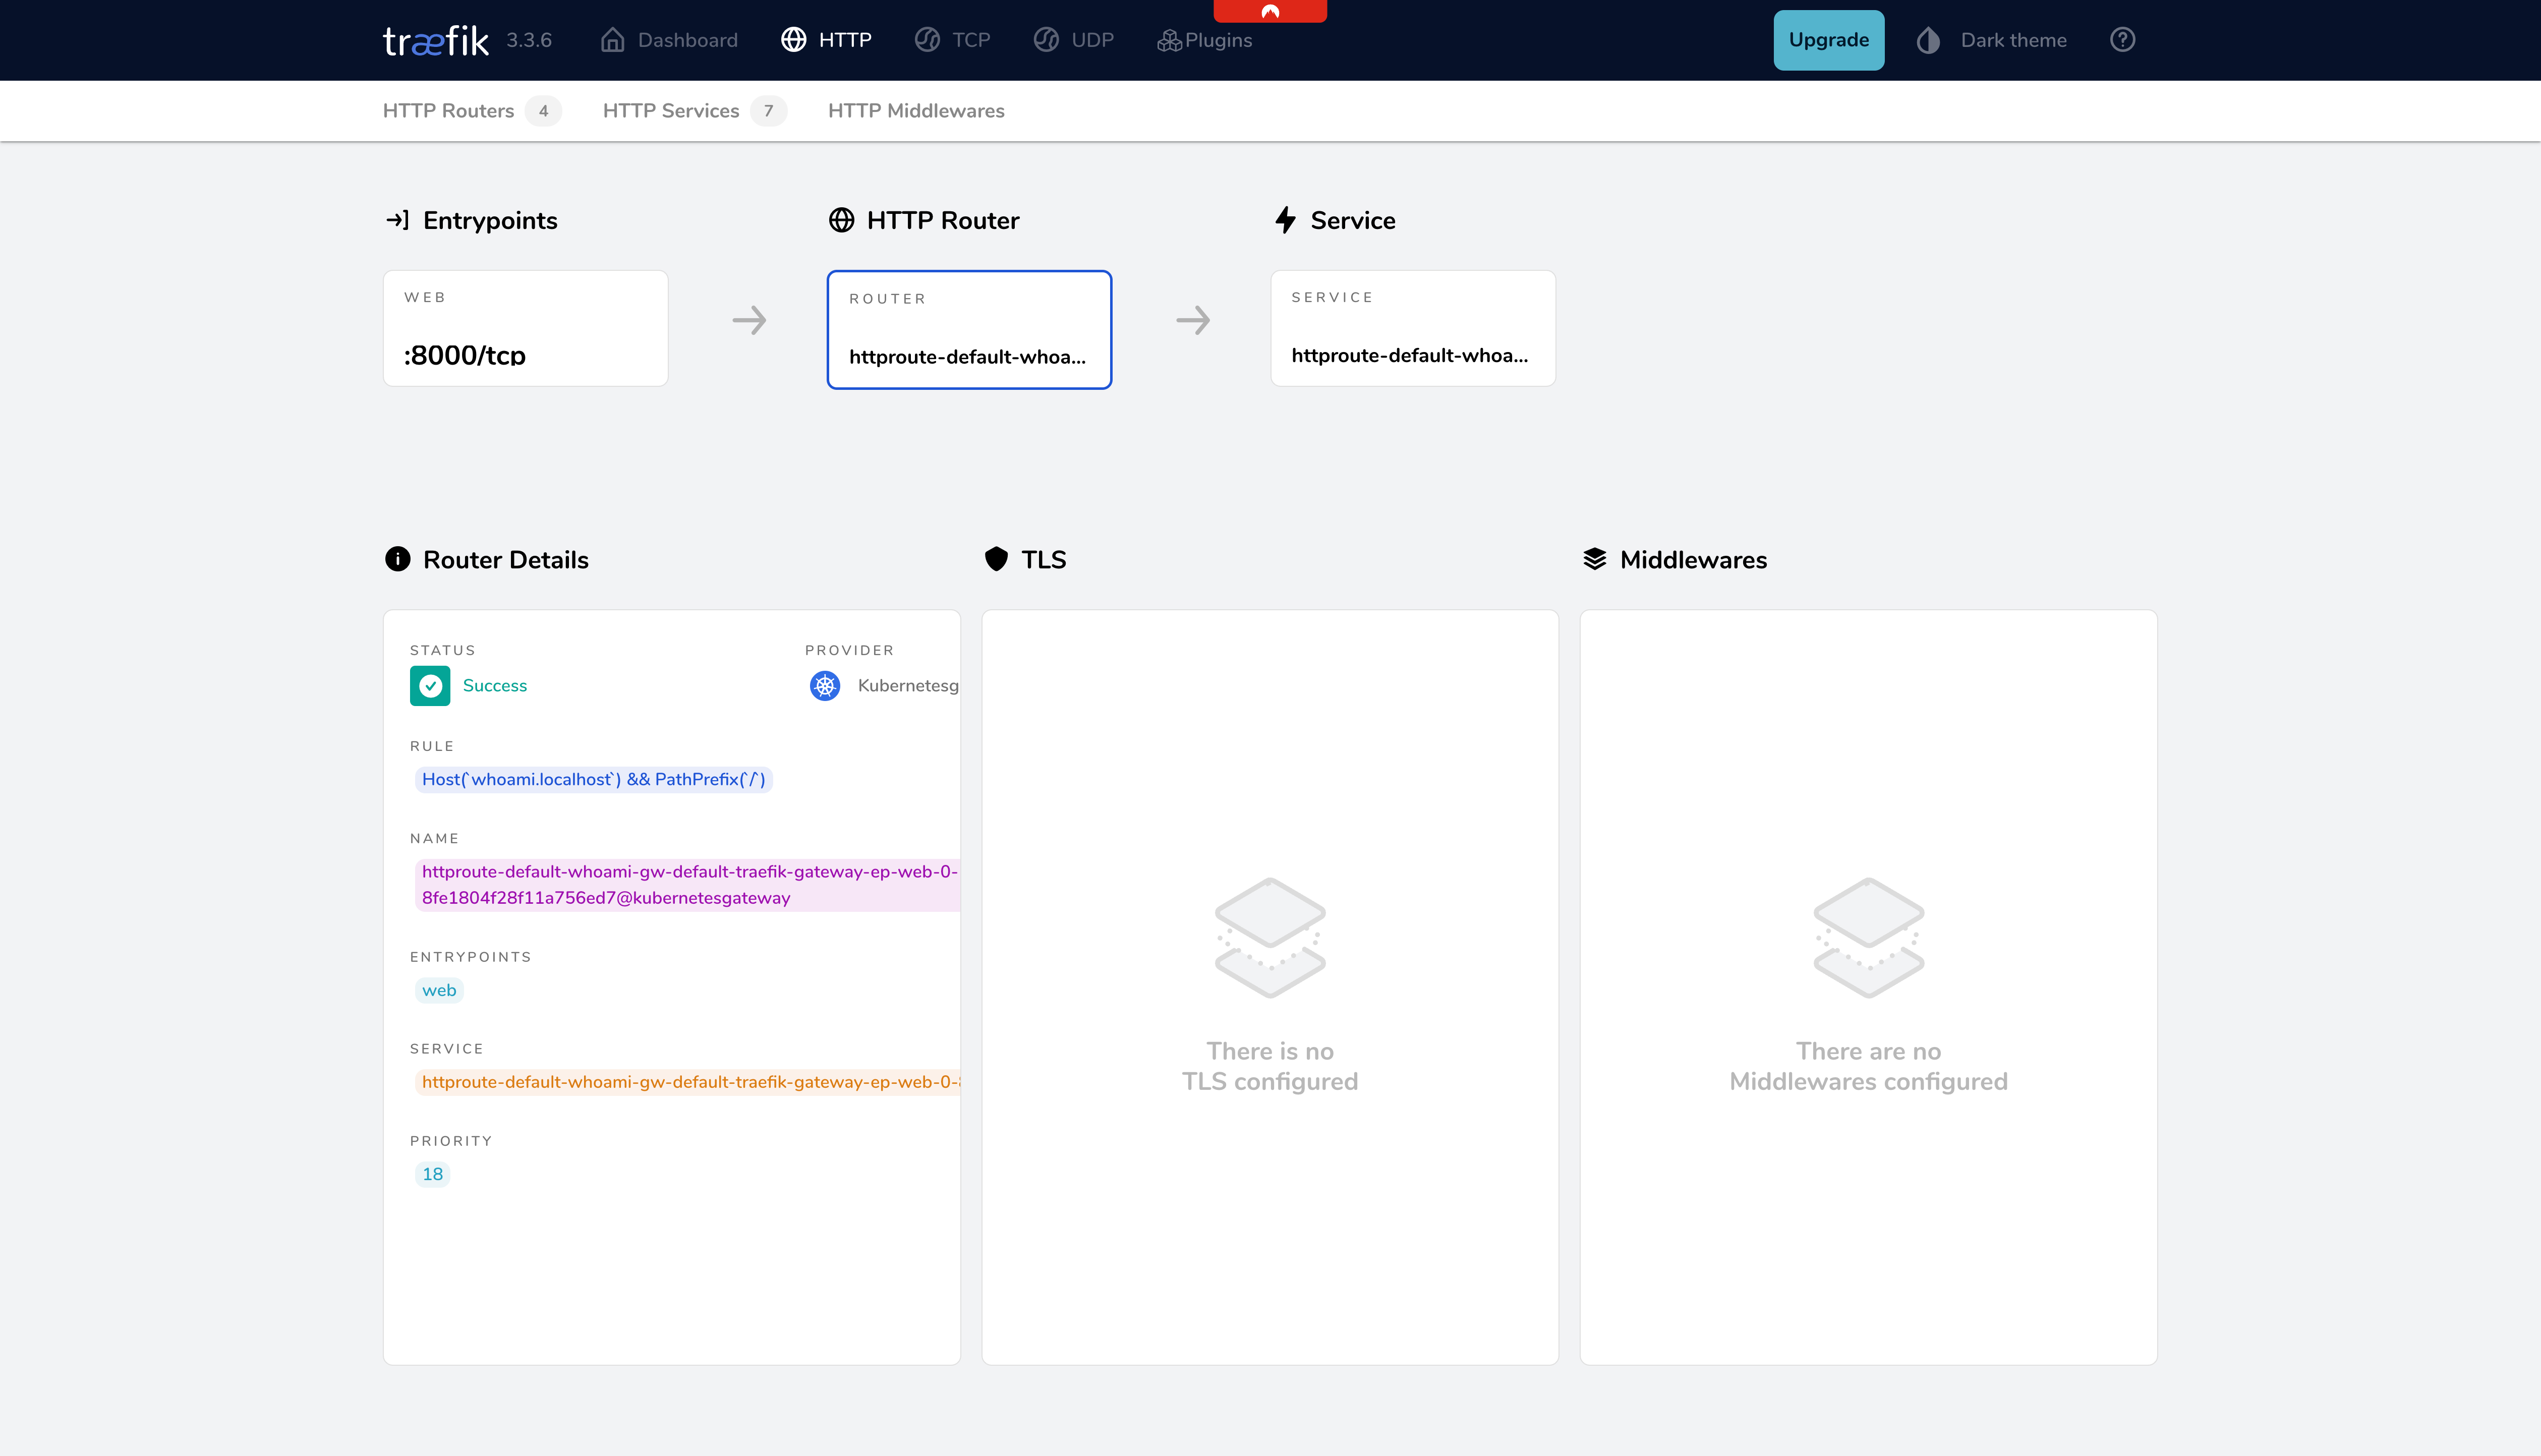 træfik 3.3.6 Dashboard HTTP TCP UDP Plugins Upgrade Dark theme
HTTP Routers 4 HTTP Services 7 HTTP Middlewares
Entrypoints HTTP Router Service
WEB
:8000/tcp
ROUTER
httproute-default-whoa...
SERVICE
httproute-default-whoa...
Router Details
STATUS PROVIDER
Success Kubernetesg
RULE
Host(`whoami.localhost`) && PathPrefix(`/`)
NAME
httproute-default-whoami-gw-default-traefik-gateway-ep-web-0-
8fe1804f28f11a756ed7@kubernetesgateway
ENTRYPOINTS
web
SERVICE
httproute-default-whoami-gw-default-traefik-gateway-ep-web-0-
PRIORITY
18
TLS
There is no
TLS configured
Middlewares
There are no
Middlewares configured